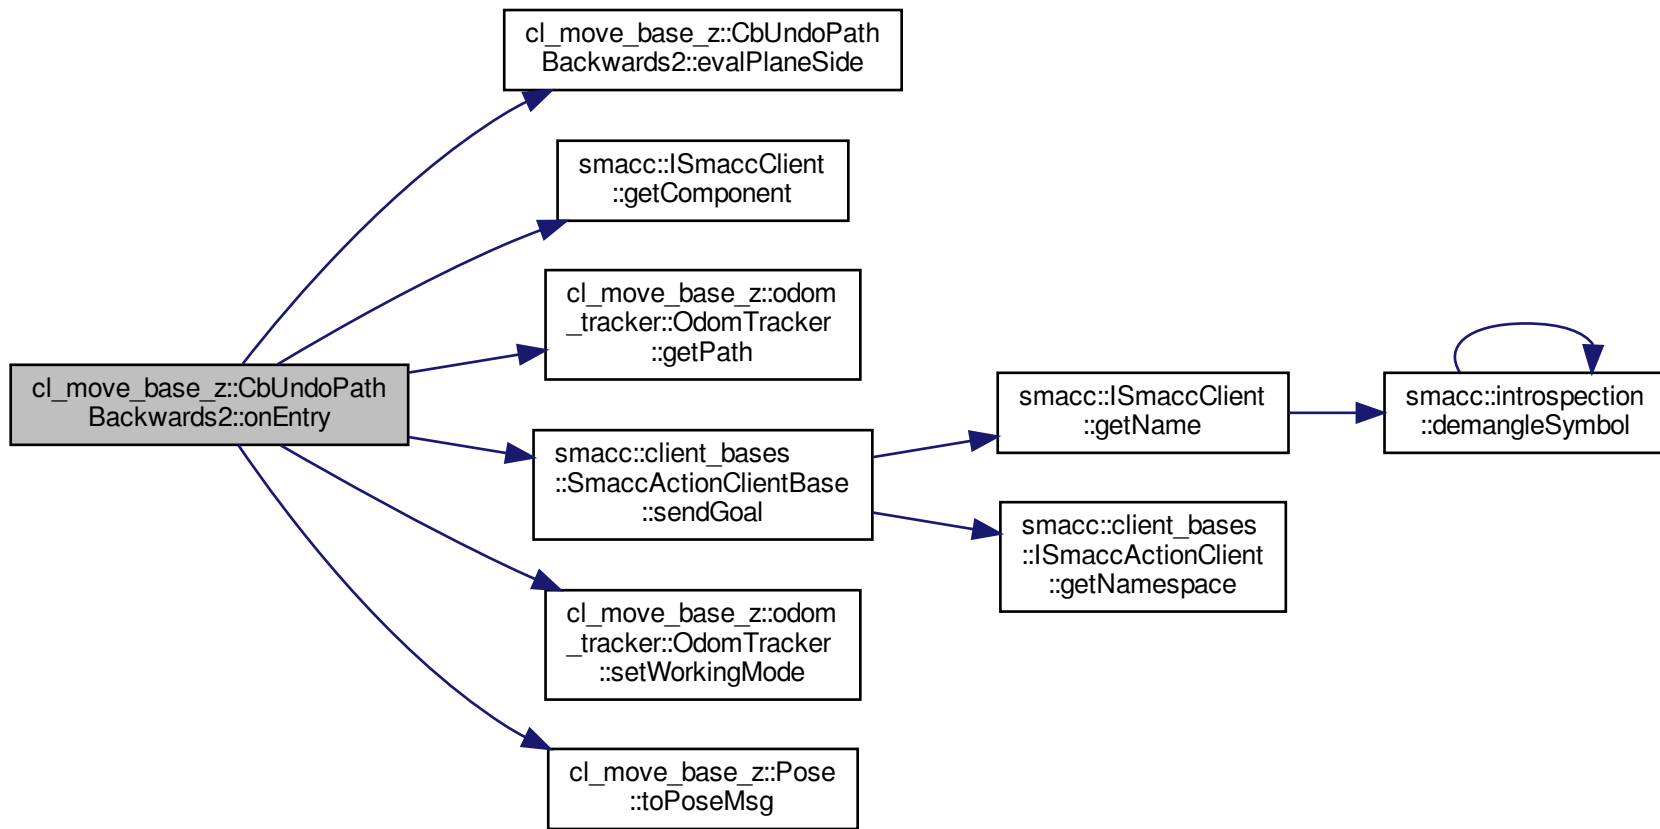 cl_move_base_z::CbUndoPath
Backwards2::onEntry
cl_move_base_z::CbUndoPath
Backwards2::evalPlaneSide
smacc::ISmaccClient
::getComponent
cl_move_base_z::odom
_tracker::OdomTracker
::getPath
smacc::client_bases
::SmaccActionClientBase
::sendGoal
smacc::ISmaccClient
::getName
smacc::introspection
::demangleSymbol
smacc::client_bases
::ISmaccActionClient
::getNamespace
cl_move_base_z::odom
_tracker::OdomTracker
::setWorkingMode
cl_move_base_z::Pose
::toPoseMsg